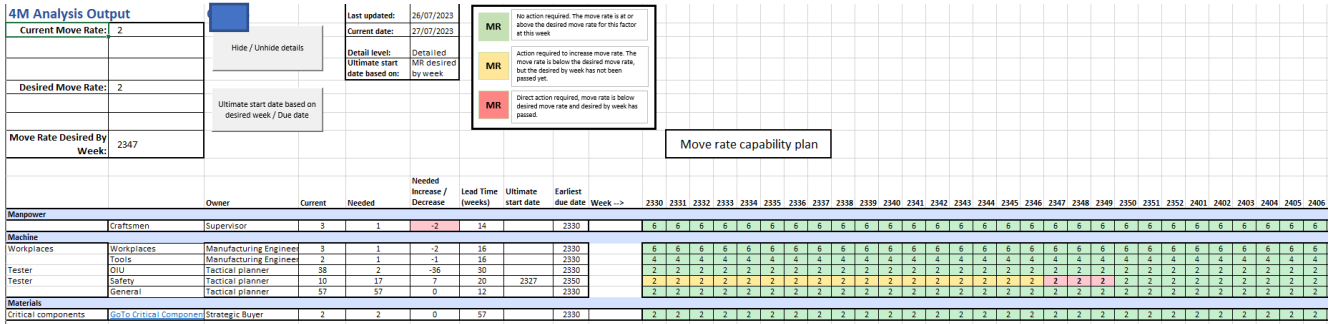 4M Analysis Output
Current Move Rate: 2
Desired Move Rate: 2
Move Rate Desired By
Week: 2347
Hide / Unhide details
Ultimate start date based on
desired week / Due date
Last updated: 26/07/2023
Current date: 27/07/2023
Detail level: Detailed
Ultimate start MR desired
date based on: by week
MR No action required. The move rate is at or
above the desired move rate for this factor
at this week
MR Action required to increase move rate. The
move rate is below the desired move rate,
but the desired by week has not been
passed yet.
MR Direct action required, move rate is below
desired move rate and desired by week has
passed.
Move rate capability plan
Owner Current Needed Needed Increase / Decrease Lead Time (weeks) Ultimate start date Earliest due date Week --> 2330 2331 2332 2333 2334 2335 2336 2337 2338 2339 2340 2341 2342 2343 2344 2345 2346 2347 2348 2349 2350 2351 2352 2401 2402 2403 2404 2405 2406
Manpower
Craftsmen Supervisor 3 1 -2 14 2330 6 6 6 6 6 6 6 6 6 6 6 6 6 6 6 6 6 6 6 6 6 6 6 6 6 6 6 6 6
Machine
Workplaces Workplaces Manufacturing Engineer 3 1 -2 16 2330 6 6 6 6 6 6 6 6 6 6 6 6 6 6 6 6 6 6 6 6 6 6 6 6 6 6 6 6 6
Tools Manufacturing Engineer 2 1 -1 16 2330 4 4 4 4 4 4 4 4 4 4 4 4 4 4 4 4 4 4 4 4 4 4 4 4 4 4 4 4 4
Tester OIU Tactical planner 38 2 -36 30 2330 2 2 2 2 2 2 2 2 2 2 2 2 2 2 2 2 2 2 2 2 2 2 2 2 2 2 2 2 2
Tester Safety Tactical planner 10 17 7 20 2327 2350 2 2 2 2 2 2 2 2 2 2 2 2 2 2 2 2 2 2 2 2 2 2 2 2 2 2 2 2 2
General Tactical planner 57 57 0 12 2330 2 2 2 2 2 2 2 2 2 2 2 2 2 2 2 2 2 2 2 2 2 2 2 2 2 2 2 2 2
Materials
Critical components GoTo Critical Componen Strategic Buyer 2 2 0 57 2330 2 2 2 2 2 2 2 2 2 2 2 2 2 2 2 2 2 2 2 2 2 2 2 2 2 2 2 2 2